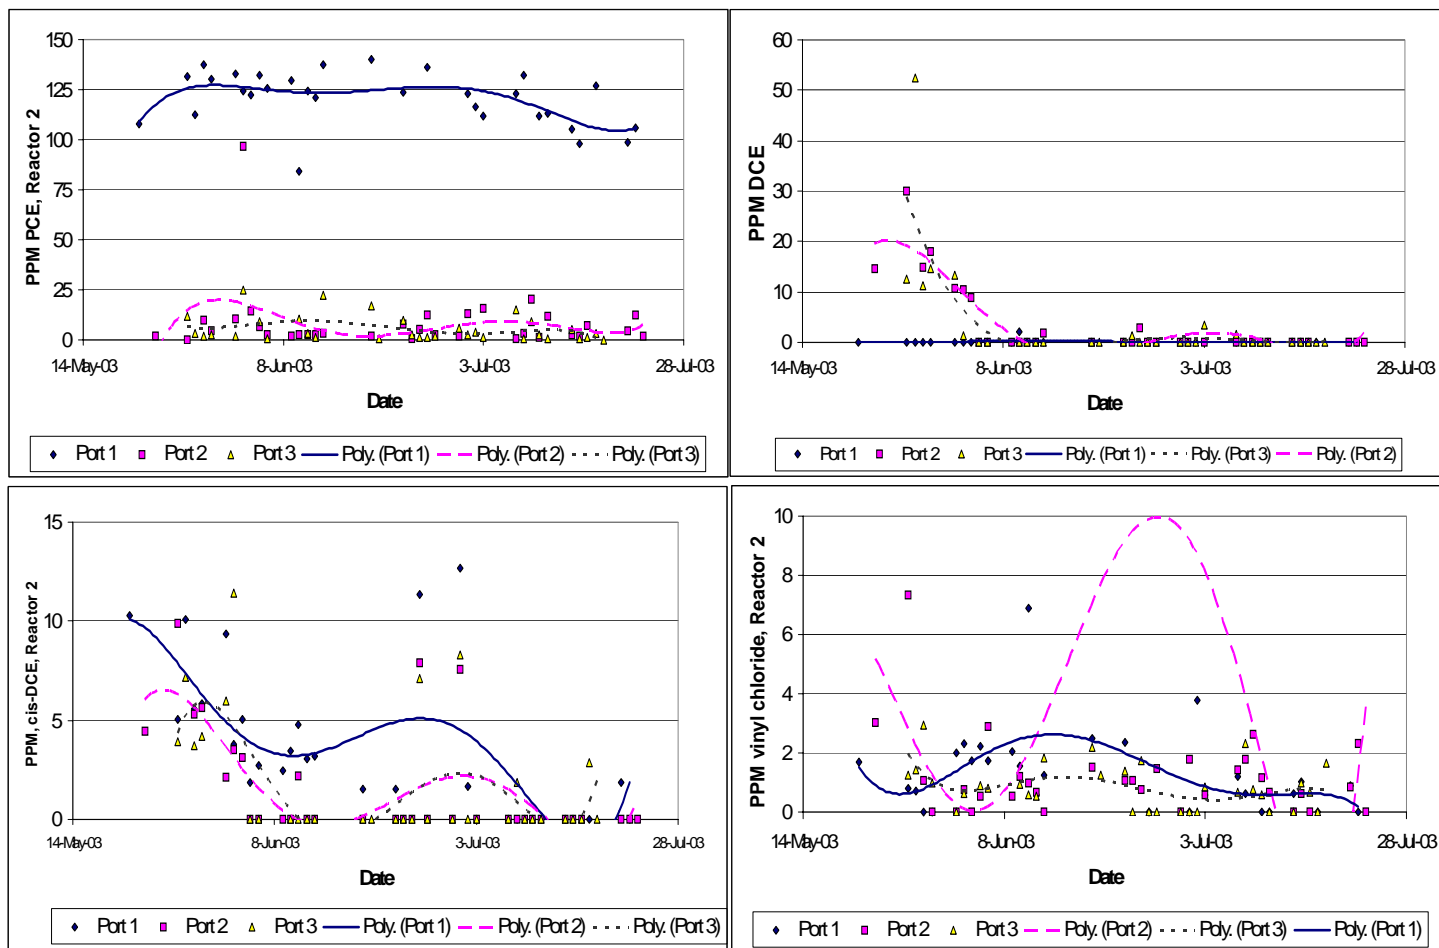 PPM PCE, Reactor 2
150
125
100
75
50
25
0
14-May-03 8-Jun-03 3-Jul-03 28-Jul-03
Date
Port 1 Port 2 Port 3 Poly. (Port 1) Poly. (Port 2) Poly. (Port 3)
PPM DCE
60
50
40
30
20
10
0
14-May-03 8-Jun-03 3-Jul-03 28-Jul-03
Date
Port 1 Port 2 Port 3 Poly. (Port 1) Poly. (Port 3) Poly. (Port 2)
PPM, cis-DCE, Reactor 2
15
10
5
0
14-May-03 8-Jun-03 3-Jul-03 28-Jul-03
Date
Port 1 Port 2 Port 3 Poly. (Port 1) Poly. (Port 2) Poly. (Port 3)
PPM vinyl chloride, Reactor 2
10
8
6
4
2
0
14-May-03 8-Jun-03 3-Jul-03 28-Jul-03
Date
Port 1 Port 2 Port 3 Poly. (Port 2) Poly. (Port 3) Poly. (Port 1)